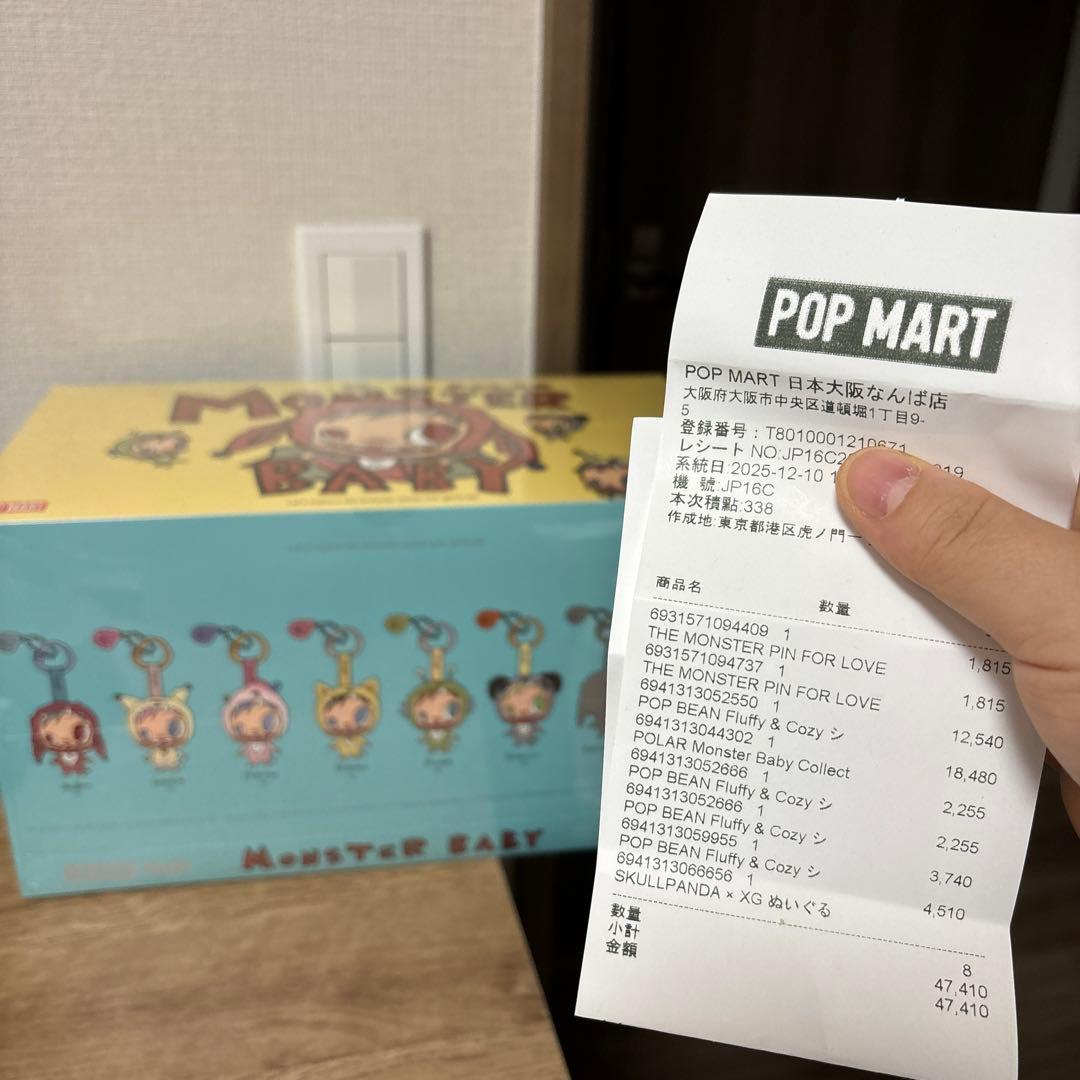 MONSTER
BABY
MONSTER BABY
POP MART
POP MART 日本大阪なんば店
大阪府大阪市中央区道頓堀1丁目9-
5
登録番号：T8010001210671
レシート NO:JP16C2
系統日:2025-12-10
機 號:JP16C
本次積點:338
作成地:東京都港区虎ノ門一
商品名 数量
6931571094409 1
THE MONSTER PIN FOR LOVE 1,815
6931571094737 1
THE MONSTER PIN FOR LOVE 1,815
6941313052550 1
POP BEAN Fluffy & Cozy シ 12,540
6941313044302 1
POLAR Monster Baby Collect 18,480
6941313052666 1
POP BEAN Fluffy & Cozy シ 2,255
6941313052666 1
POP BEAN Fluffy & Cozy シ 2,255
6941313059955 1
POP BEAN Fluffy & Cozy シ 3,740
6941313066656 1
SKULLPANDA × XG ぬいぐる 4,510
數量 8
小計 47,410
金額 47,410